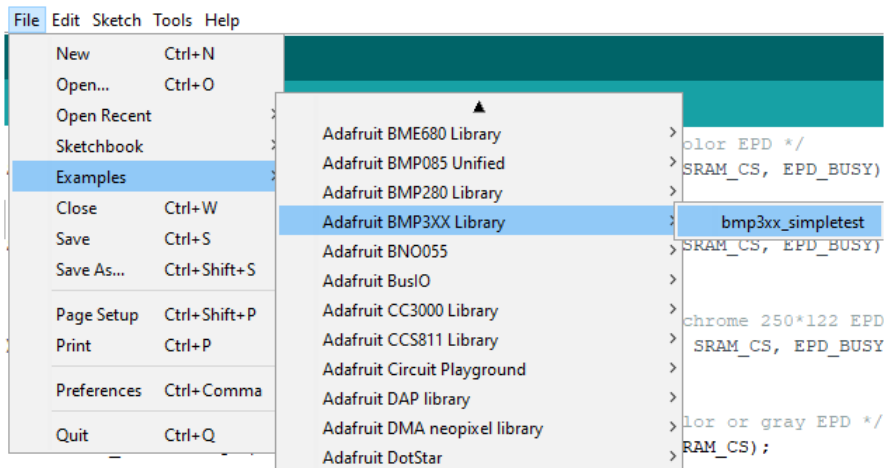 File Edit Sketch Tools Help
New Ctrl+N
Open... Ctrl+O
Open Recent
Sketchbook
Examples
Close Ctrl+W
Save Ctrl+S
Save As... Ctrl+Shift+S
Page Setup Ctrl+Shift+P
Print Ctrl+P
Preferences Ctrl+Comma
Quit Ctrl+Q
Adafruit BME680 Library
Adafruit BMP085 Unified
Adafruit BMP280 Library
Adafruit BMP3XX Library
Adafruit BNO055
Adafruit BusIO
Adafruit CC3000 Library
Adafruit CCS811 Library
Adafruit Circuit Playground
Adafruit DAP library
Adafruit DMA neopixel library
Adafruit DotStar
bmp3xx_simpletest
olor EPD */
SRAM_CS, EPD_BUSY)
SRAM_CS, EPD_BUSY)
chrome 250*122 EPD
SRAM_CS, EPD_BUSY
lor or gray EPD */
RAM_CS);